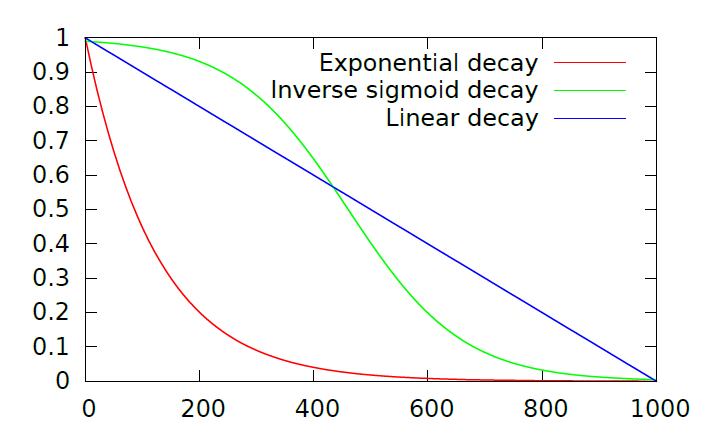 1
0.9
0.8
0.7
0.6
0.5
0.4
0.3
0.2
0.1
0
Exponential decay
Inverse sigmoid decay
Linear decay
0 200 400 600 800 1000